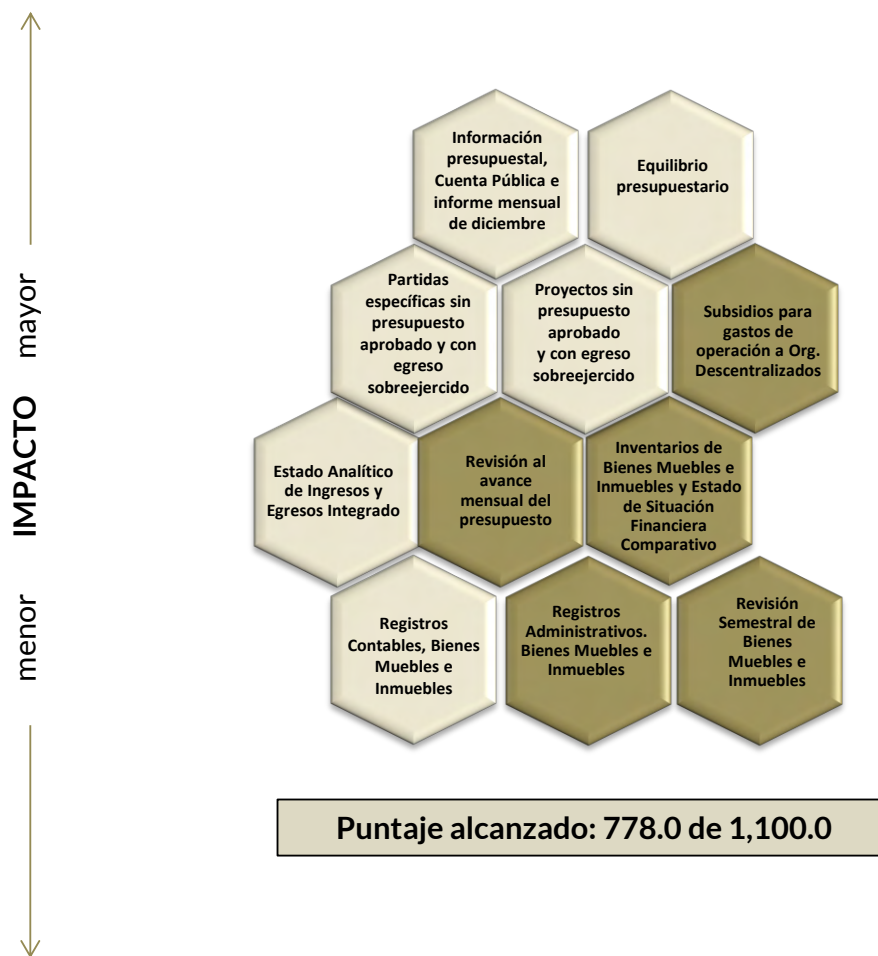 Información
presupuestal,
Cuenta Pública e
informe mensual
de diciembre
Equilibrio
presupuestario
Partidas
específicas sin
presupuesto
aprobado y con
egreso
sobreejercido
Proyectos sin
presupuesto
aprobado
y con egreso
sobreejercido
Subsidios para
gastos de
operación a Org.
Descentralizados
Estado Analítico
de Ingresos y
Egresos Integrado
Revisión al
avance
mensual del
presupuesto
Inventarios de
Bienes Muebles e
Inmuebles y Estado
de Situación
Financiera
Comparativo
Registros
Contables, Bienes
Muebles e
Inmuebles
Registros
Administrativos.
Bienes Muebles e
Inmuebles
Revisión
Semestral de
Bienes
Muebles e
Inmuebles
menor IMPACTO mayor
Puntaje alcanzado: 778.0 de 1,100.0